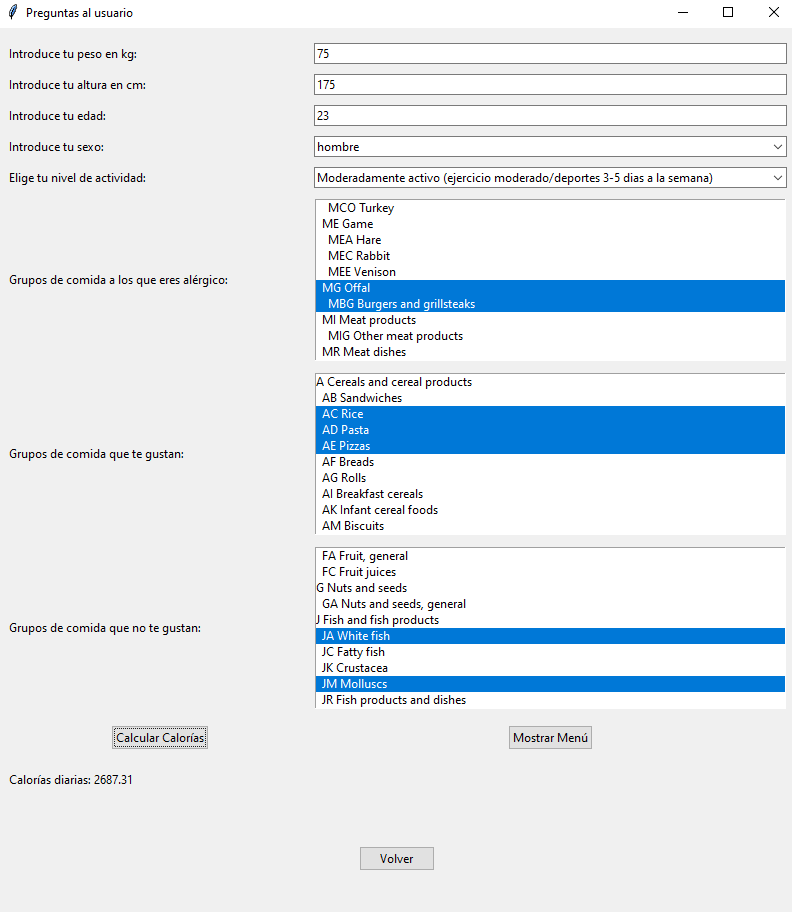 Preguntas al usuario
Introduce tu peso en kg: 75
Introduce tu altura en cm: 175
Introduce tu edad: 23
Introduce tu sexo: hombre
Elige tu nivel de actividad: Moderadamente activo (ejercicio moderado/deportes 3-5 dias a la semana)
Grupos de comida a los que eres alérgico:
MCO Turkey
ME Game
MEA Hare
MEC Rabbit
MEE Venison
MG Offal
MBG Burgers and grillsteaks
MI Meat products
MIG Other meat products
MR Meat dishes
Grupos de comida que te gustan:
A Cereals and cereal products
AB Sandwiches
AC Rice
AD Pasta
AE Pizzas
AF Breads
AG Rolls
AI Breakfast cereals
AK Infant cereal foods
AM Biscuits
Grupos de comida que no te gustan:
FA Fruit, general
FC Fruit juices
G Nuts and seeds
GA Nuts and seeds, general
J Fish and fish products
JA White fish
JC Fatty fish
JK Crustacea
JM Molluscs
JR Fish products and dishes
Calcular Calorías Mostrar Menú
Calorías diarias: 2687.31
Volver